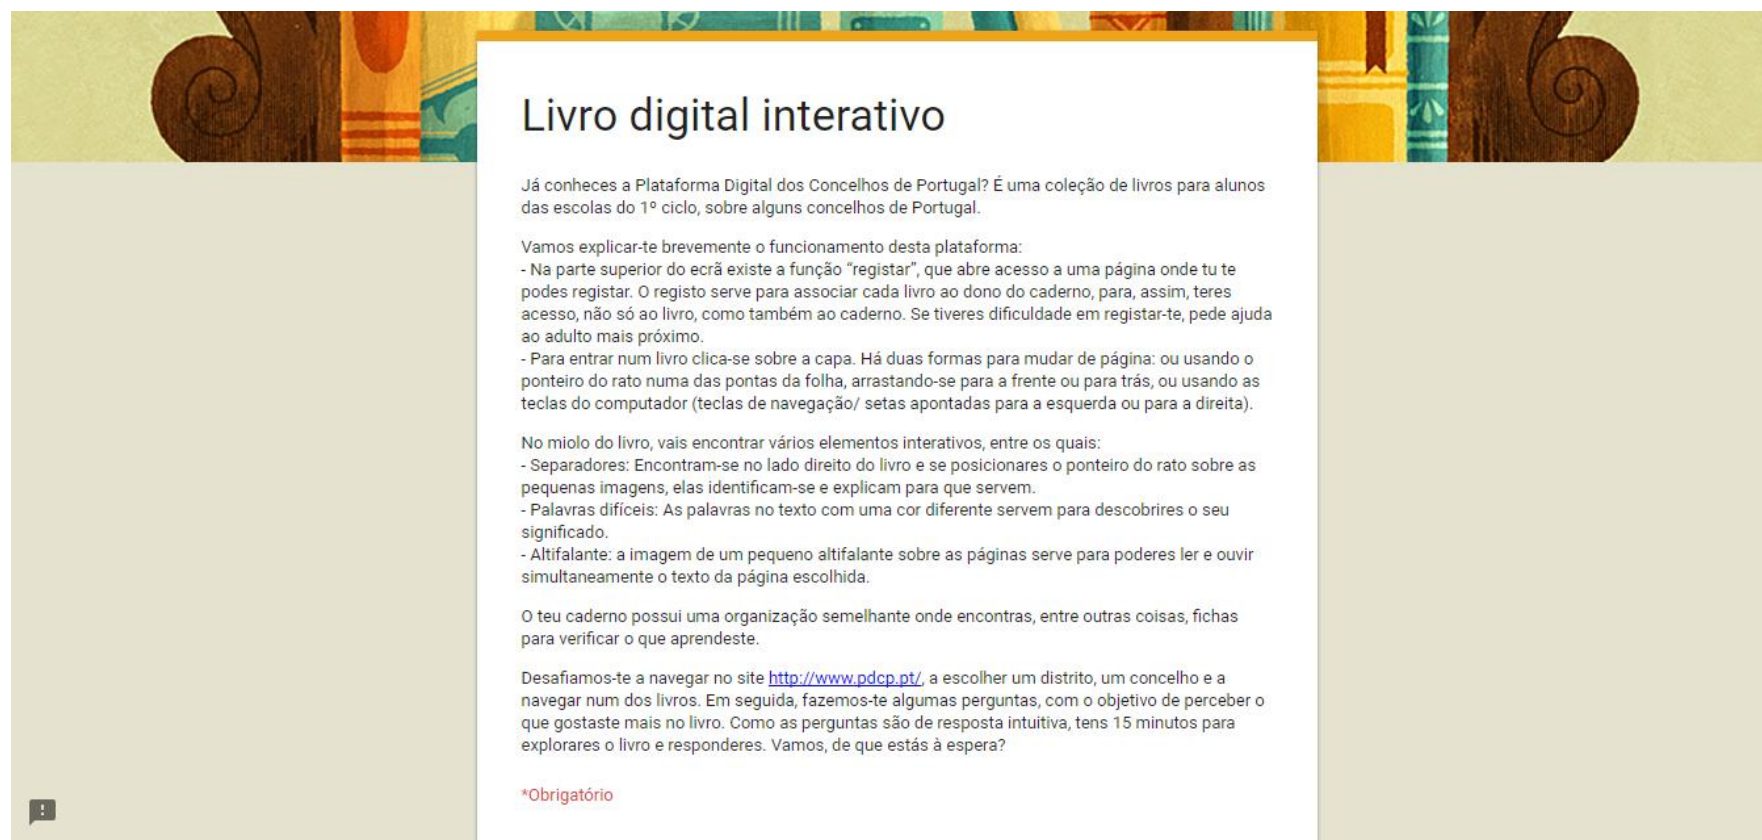 Livro digital interativo
Já conheces a Plataforma Digital dos Concelhos de Portugal? É uma coleção de livros para alunos
das escolas do 1º ciclo, sobre alguns concelhos de Portugal.
Vamos explicar-te brevemente o funcionamento desta plataforma:
- Na parte superior do ecrã existe a função “registar”, que abre acesso a uma página onde tu te
podes registar. O registo serve para associar cada livro ao dono do caderno, para, assim, teres
acesso, não só ao livro, como também ao caderno. Se tiveres dificuldade em registar-te, pede ajuda
ao adulto mais próximo.
- Para entrar num livro clica-se sobre a capa. Há duas formas para mudar de página: ou usando o
ponteiro do rato numa das pontas da folha, arrastando-se para a frente ou para trás, ou usando as
teclas do computador (teclas de navegação/ setas apontadas para a esquerda ou para a direita).
No miolo do livro, vais encontrar vários elementos interativos, entre os quais:
- Separadores: Encontram-se no lado direito do livro e se posicionares o ponteiro do rato sobre as
pequenas imagens, elas identificam-se e explicam para que servem.
- Palavras difíceis: As palavras no texto com uma cor diferente servem para descobrires o seu
significado.
- Altifalante: a imagem de um pequeno altifalante sobre as páginas serve para poderes ler e ouvir
simultaneamente o texto da página escolhida.
O teu caderno possui uma organização semelhante onde encontras, entre outras coisas, fichas
para verificar o que aprendeste.
Desafiamos-te a navegar no site http://www.pdcp.pt/, a escolher um distrito, um concelho e a
navegar num dos livros. Em seguida, fazemos-te algumas perguntas, com o objetivo de perceber o
que gostaste mais no livro. Como as perguntas são de resposta intuitiva, tens 15 minutos para
explorares o livro e responderes. Vamos, de que estás à espera?
*Obrigatório